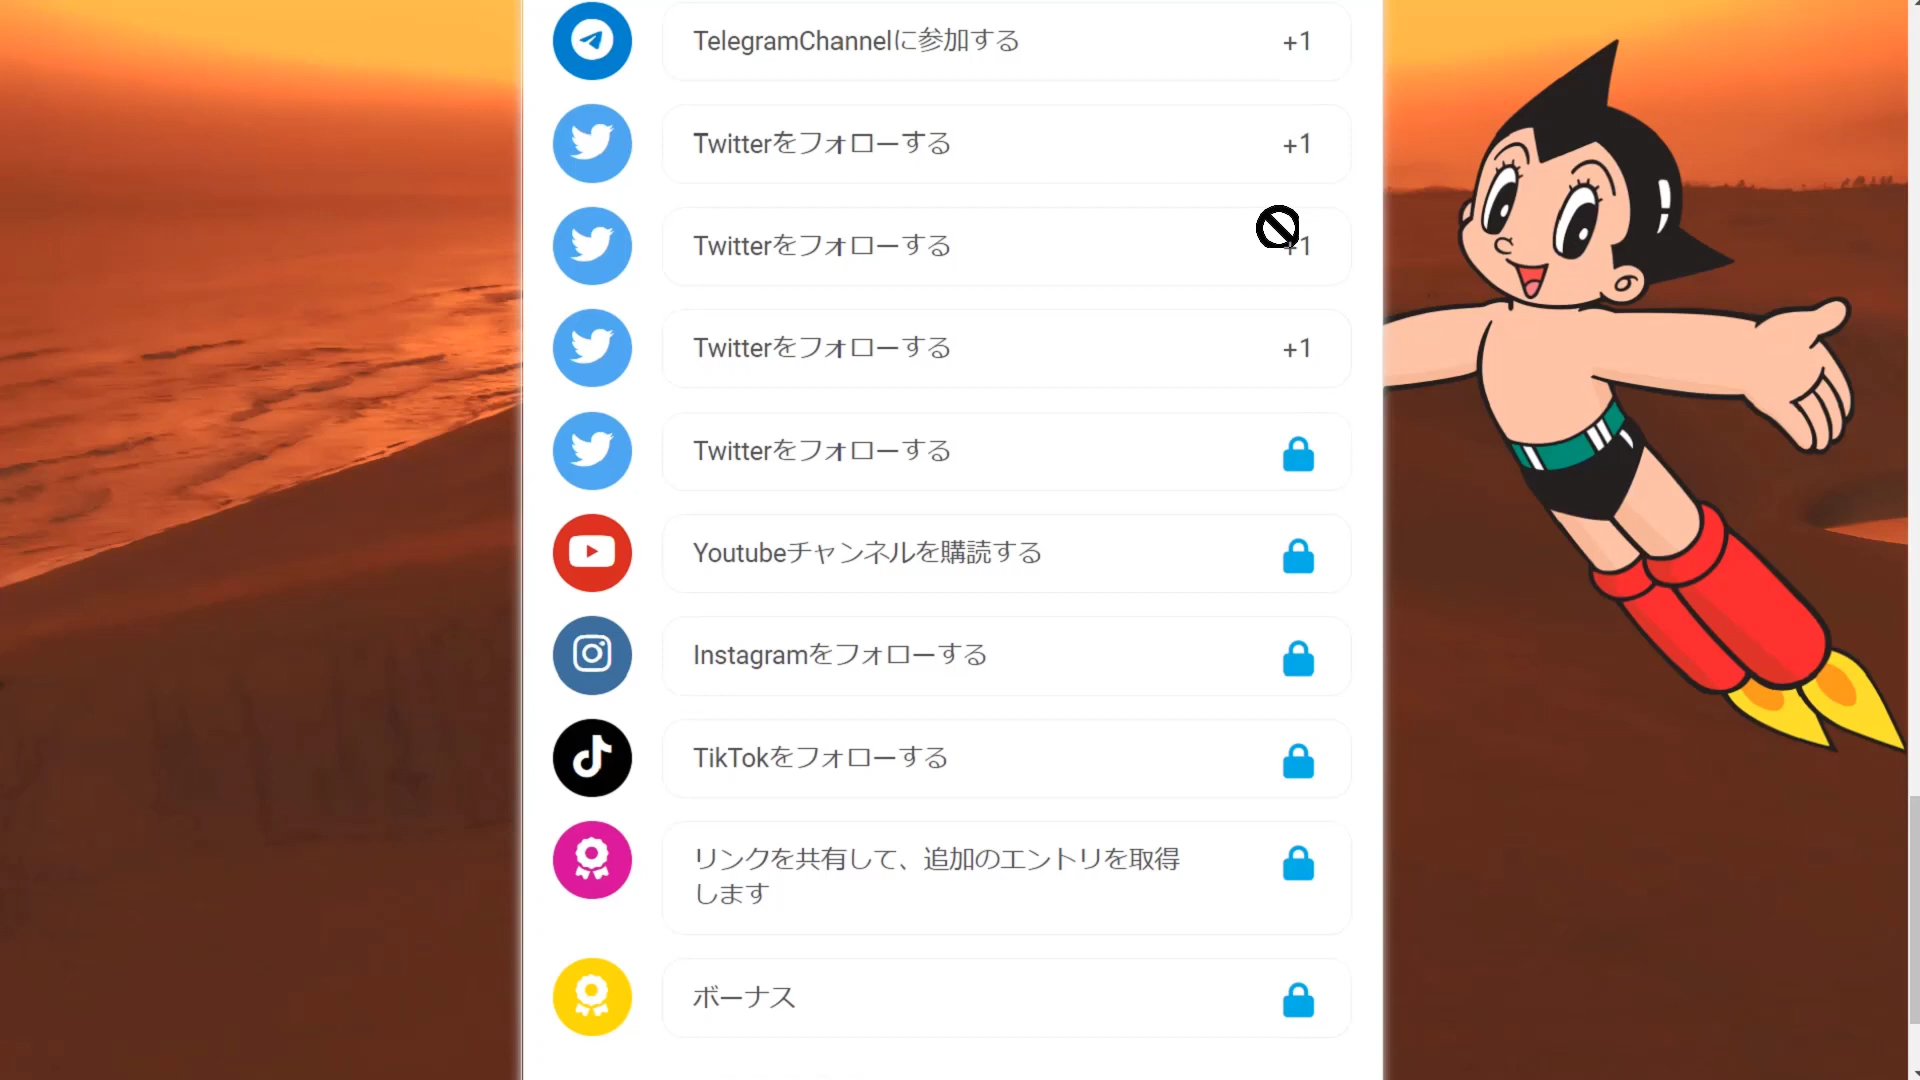 TelegramChannelに参加する +1
Twitterをフォローする +1
Twitterをフォローする +1
Twitterをフォローする +1
Twitterをフォローする
Youtubeチャンネルを購読する
Instagramをフォローする
TikTokをフォローする
リンクを共有して、追加のエントリを取得
します
ボーナス